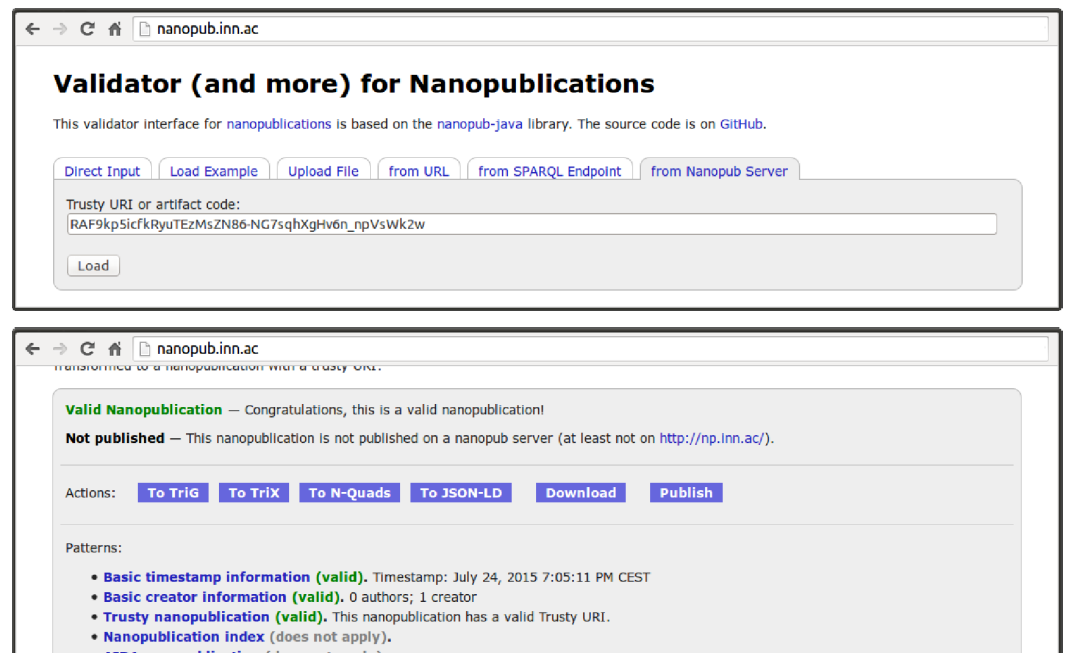 nanopub.inn.ac
Validator (and more) for Nanopublications
This validator interface for nanopublications is based on the nanopub-java library. The source code is on GitHub.
Direct Input Load Example Upload File from URL from SPARQL Endpoint from Nanopub Server
Trusty URI or artifact code:
RAF9kp5icfkRyuTEzMsZN86-NG7sqhXgHv6n_npVsWk2w
Load
nanopub.inn.ac
transformed to a nanopublication with a trusty URI.
Valid Nanopublication — Congratulations, this is a valid nanopublication!
Not published — This nanopublication is not published on a nanopub server (at least not on http://np.inn.ac/).
Actions: To TriG To TriX To N-Quads To JSON-LD Download Publish
Patterns:
• Basic timestamp information (valid). Timestamp: July 24, 2015 7:05:11 PM CEST
• Basic creator information (valid). 0 authors; 1 creator
• Trusty nanopublication (valid). This nanopublication has a valid Trusty URI.
• Nanopublication index (does not apply).